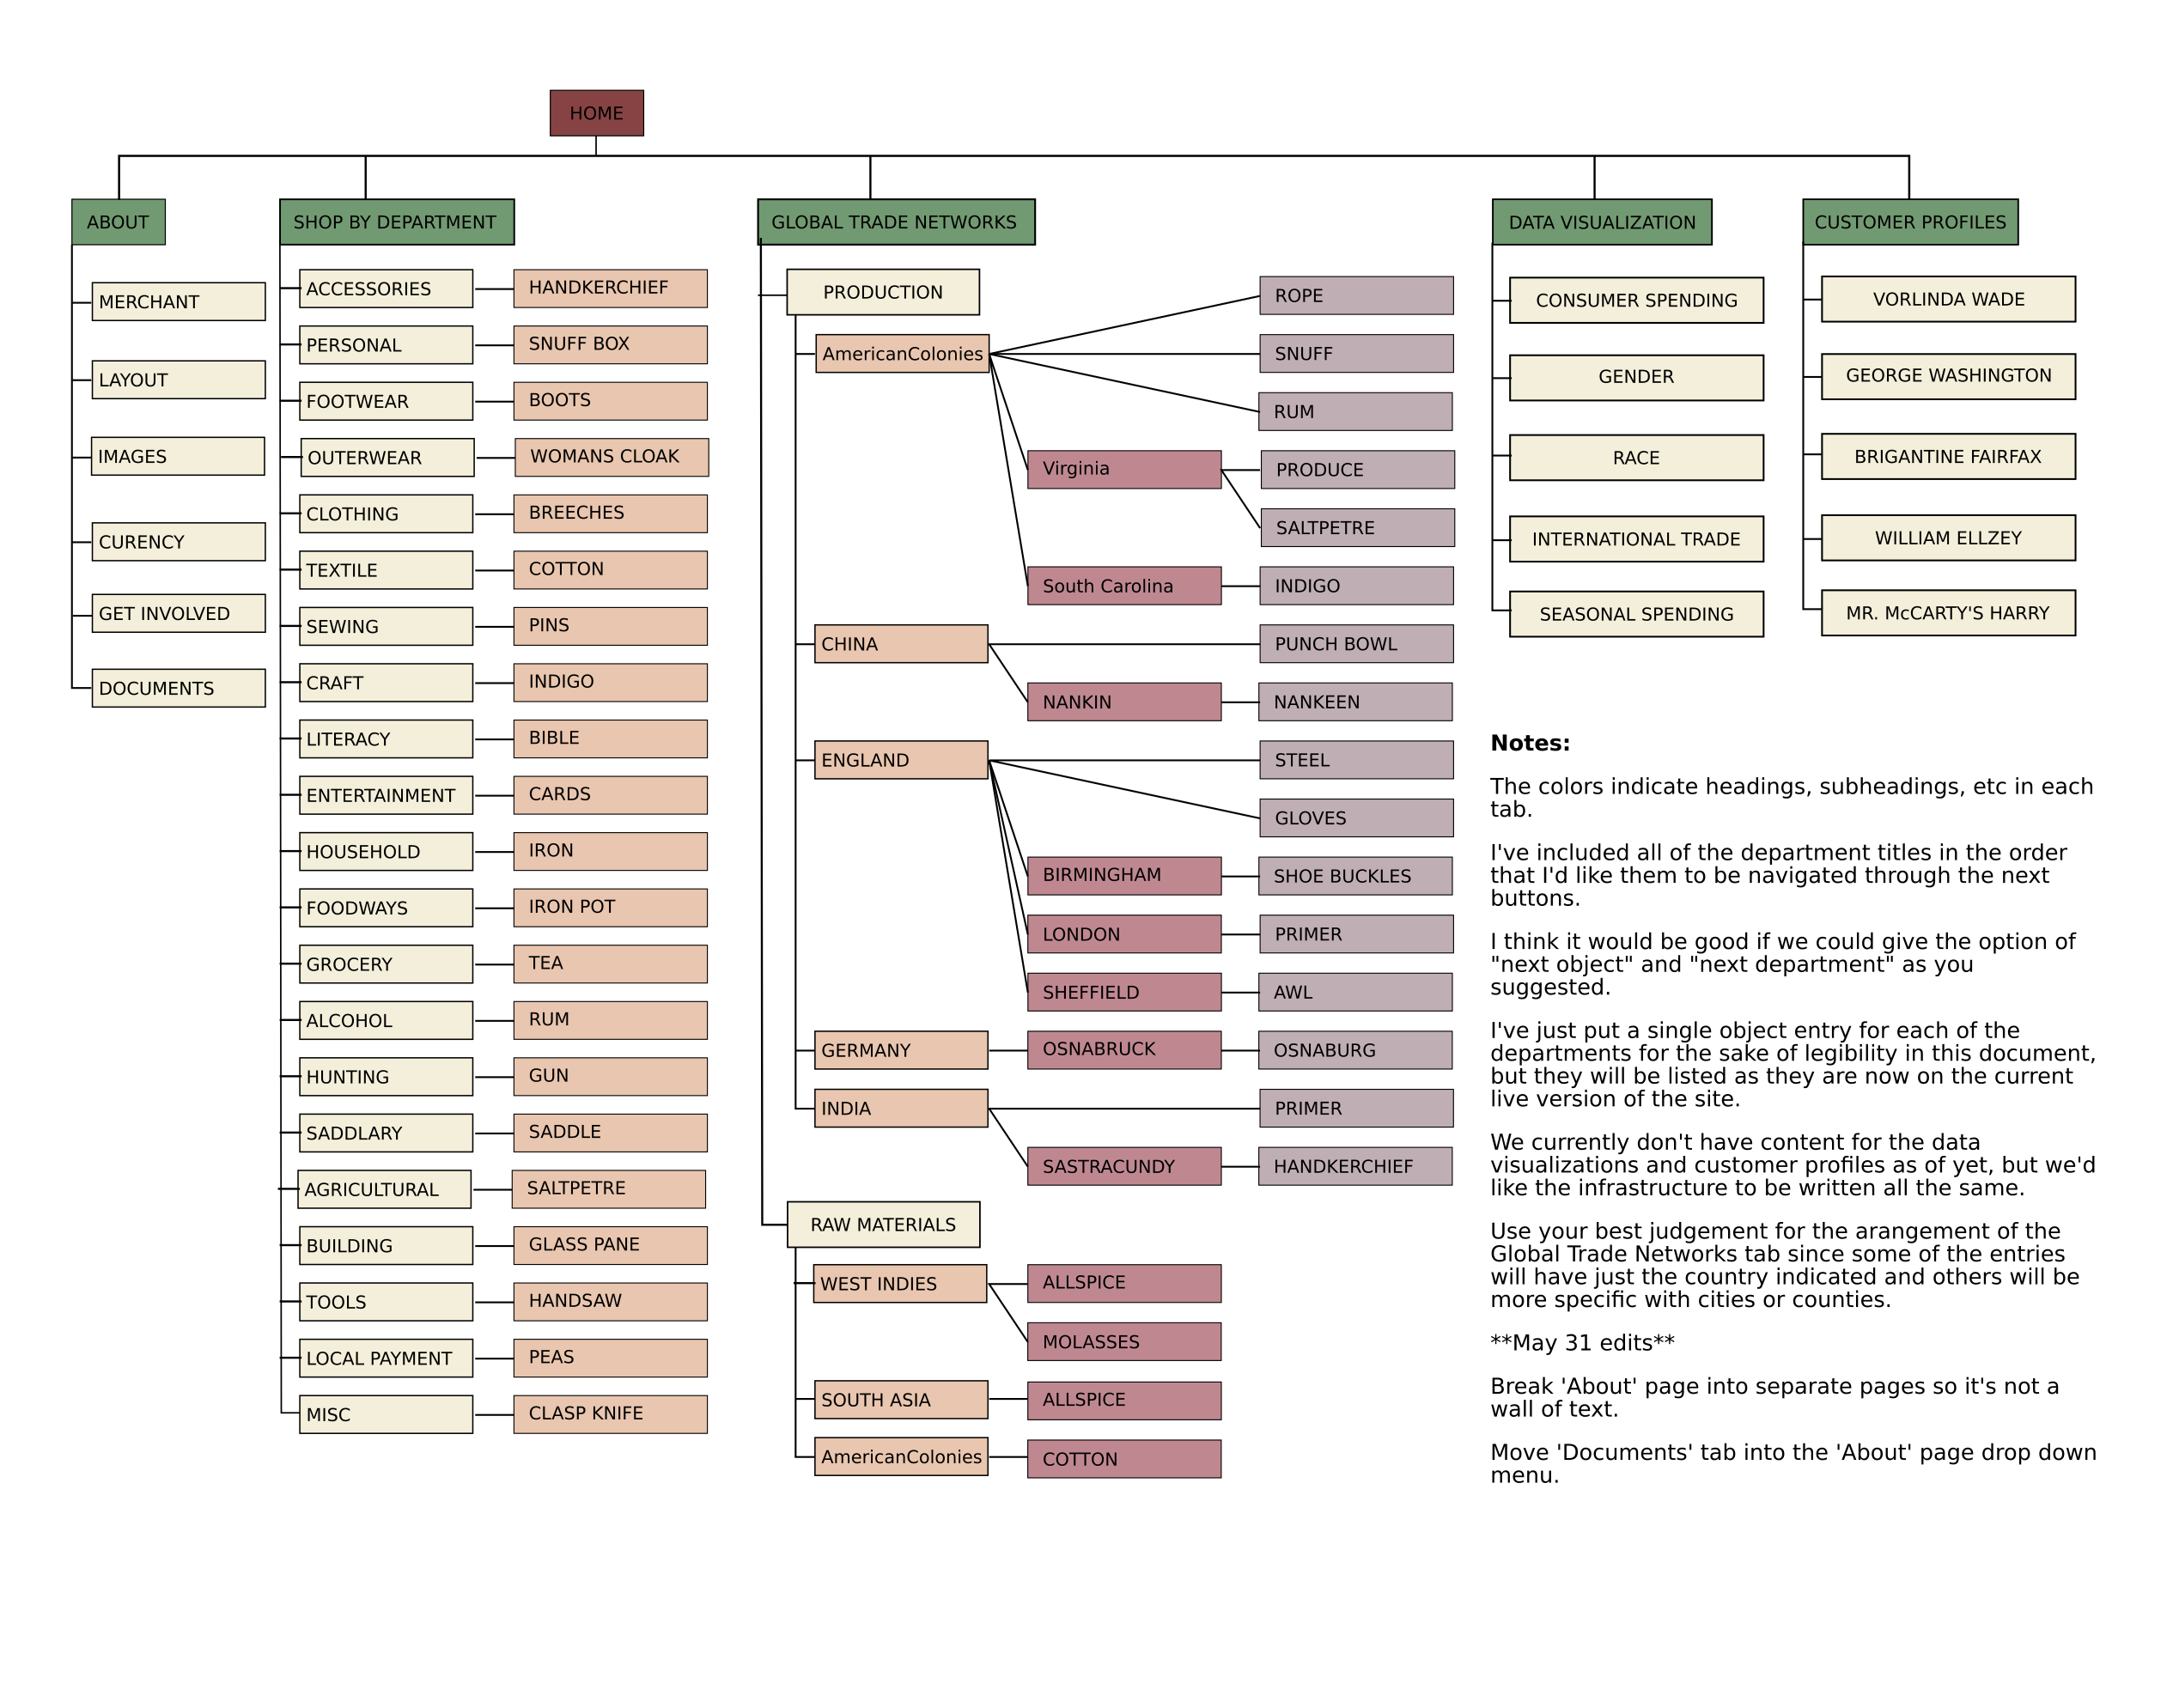 HOME
ABOUT
MERCHANT
LAYOUT
IMAGES
CURENCY
GET INVOLVED
DOCUMENTS
SHOP BY DEPARTMENT
ACCESSORIES
HANDKERCHIEF
PERSONAL
SNUFF BOX
FOOTWEAR
BOOTS
OUTERWEAR
WOMANS CLOAK
CLOTHING
BREECHES
TEXTILE
COTTON
SEWING
PINS
CRAFT
INDIGO
LITERACY
BIBLE
ENTERTAINMENT
CARDS
HOUSEHOLD
IRON
FOODWAYS
IRON POT
GROCERY
TEA
ALCOHOL
RUM
HUNTING
GUN
SADDLARY
SADDLE
AGRICULTURAL
SALTPETRE
BUILDING
GLASS PANE
TOOLS
HANDSAW
LOCAL PAYMENT
PEAS
MISC
CLASP KNIFE
GLOBAL TRADE NETWORKS
PRODUCTION
AmericanColonies
ROPE
SNUFF
RUM
Virginia
PRODUCE
SALTPETRE
South Carolina
INDIGO
CHINA
PUNCH BOWL
NANKIN
NANKEEN
ENGLAND
STEEL
GLOVES
BIRMINGHAM
SHOE BUCKLES
LONDON
PRIMER
SHEFFIELD
AWL
GERMANY
OSNABRUCK
OSNABURG
INDIA
PRIMER
SASTRACUNDY
HANDKERCHIEF
RAW MATERIALS
WEST INDIES
ALLSPICE
MOLASSES
SOUTH ASIA
ALLSPICE
AmericanColonies
COTTON
DATA VISUALIZATION
CONSUMER SPENDING
GENDER
RACE
INTERNATIONAL TRADE
SEASONAL SPENDING
CUSTOMER PROFILES
VORLINDA WADE
GEORGE WASHINGTON
BRIGANTINE FAIRFAX
WILLIAM ELLZEY
MR. McCARTY'S HARRY
Notes:
The colors indicate headings, subheadings, etc in each
tab.
I've included all of the department titles in the order
that I'd like them to be navigated through the next
buttons.
I think it would be good if we could give the option of
"next object" and "next department" as you
suggested.
I've just put a single object entry for each of the
departments for the sake of legibility in this document,
but they will be listed as they are now on the current
live version of the site.
We currently don't have content for the data
visualizations and customer profiles as of yet, but we'd
like the infrastructure to be written all the same.
Use your best judgement for the arangement of the
Global Trade Networks tab since some of the entries
will have just the country indicated and others will be
more specific with cities or counties.
**May 31 edits**
Break 'About' page into separate pages so it's not a
wall of text.
Move 'Documents' tab into the 'About' page drop down
menu.